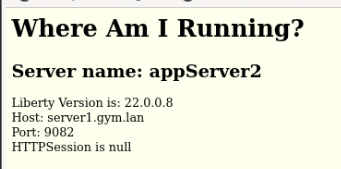 Where Am I Running?
Server name: appServer2
Liberty Version is: 22.0.0.8
Host: server1.gym.lan
Port: 9082
HTTPSession is null